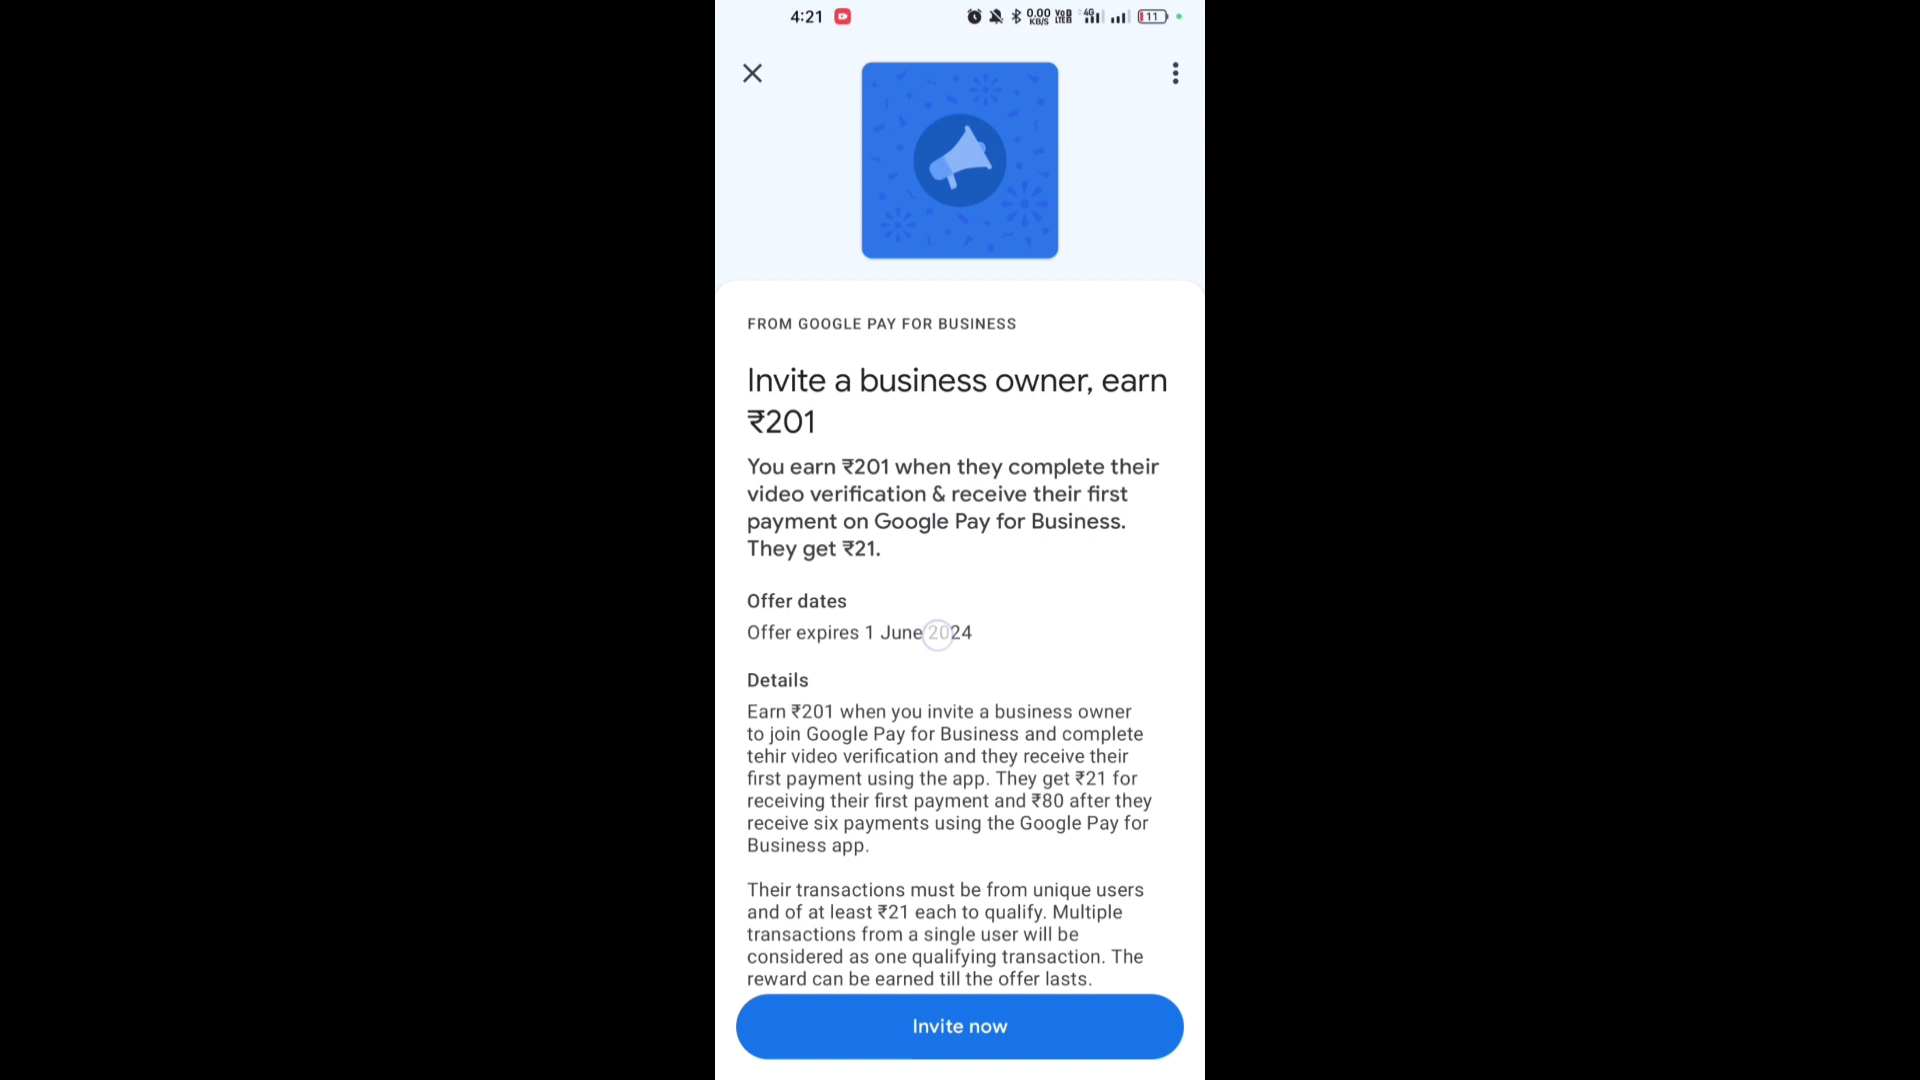 4:21
0.00 KB/S 4G 11
FROM GOOGLE PAY FOR BUSINESS
Invite a business owner, earn
₹201
You earn ₹201 when they complete their
video verification & receive their first
payment on Google Pay for Business.
They get ₹21.
Offer dates
Offer expires 1 June 2024
Details
Earn ₹201 when you invite a business owner
to join Google Pay for Business and complete
tehir video verification and they receive their
first payment using the app. They get ₹21 for
receiving their first payment and ₹80 after they
receive six payments using the Google Pay for
Business app.
Their transactions must be from unique users
and of at least ₹21 each to qualify. Multiple
transactions from a single user will be
considered as one qualifying transaction. The
reward can be earned till the offer lasts.
Invite now